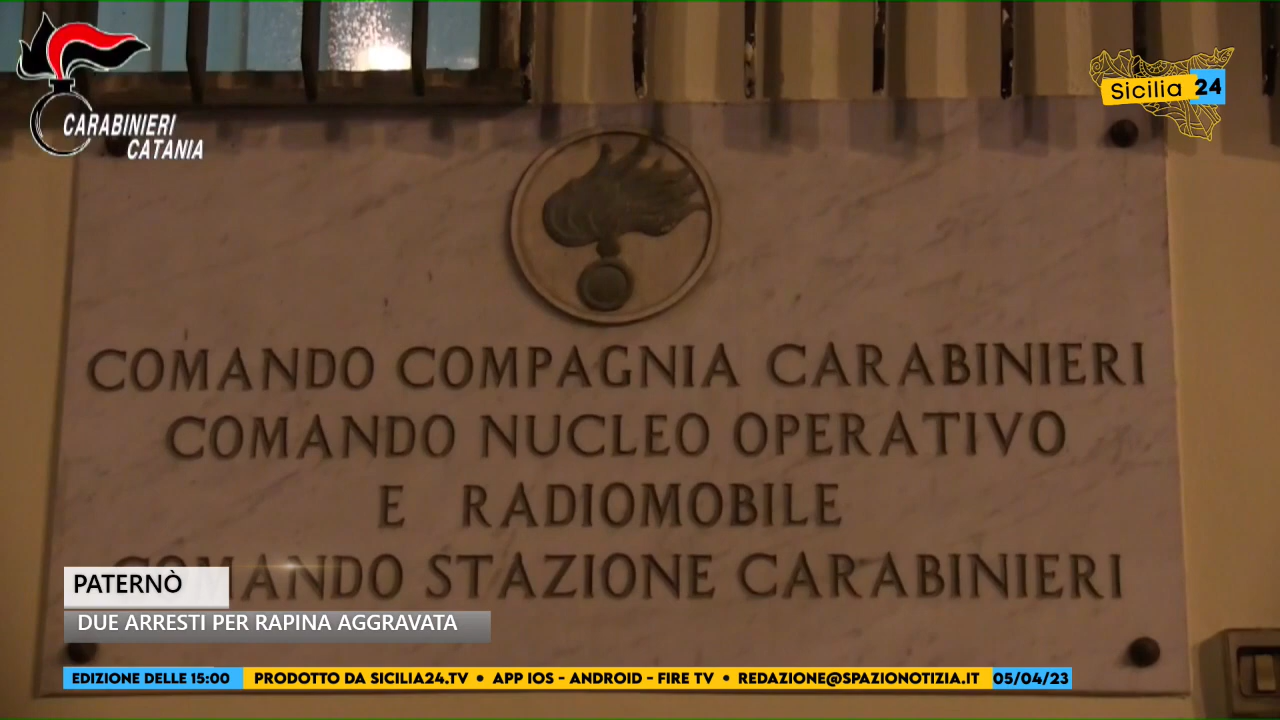 CARABINIERI
CATANIA
Sicilia 24
COMANDO COMPAGNIA CARABINIERI
COMANDO NUCLEO OPERATIVO
E RADIOMOBILE
COMANDO STAZIONE CARABINIERI
PATERNÒ
DUE ARRESTI PER RAPINA AGGRAVATA
EDIZIONE DELLE 15:00 PRODOTTO DA SICILIA24.TV • APP IOS - ANDROID - FIRE TV • REDAZIONE@SPAZIONOTIZIA.IT 05/04/23